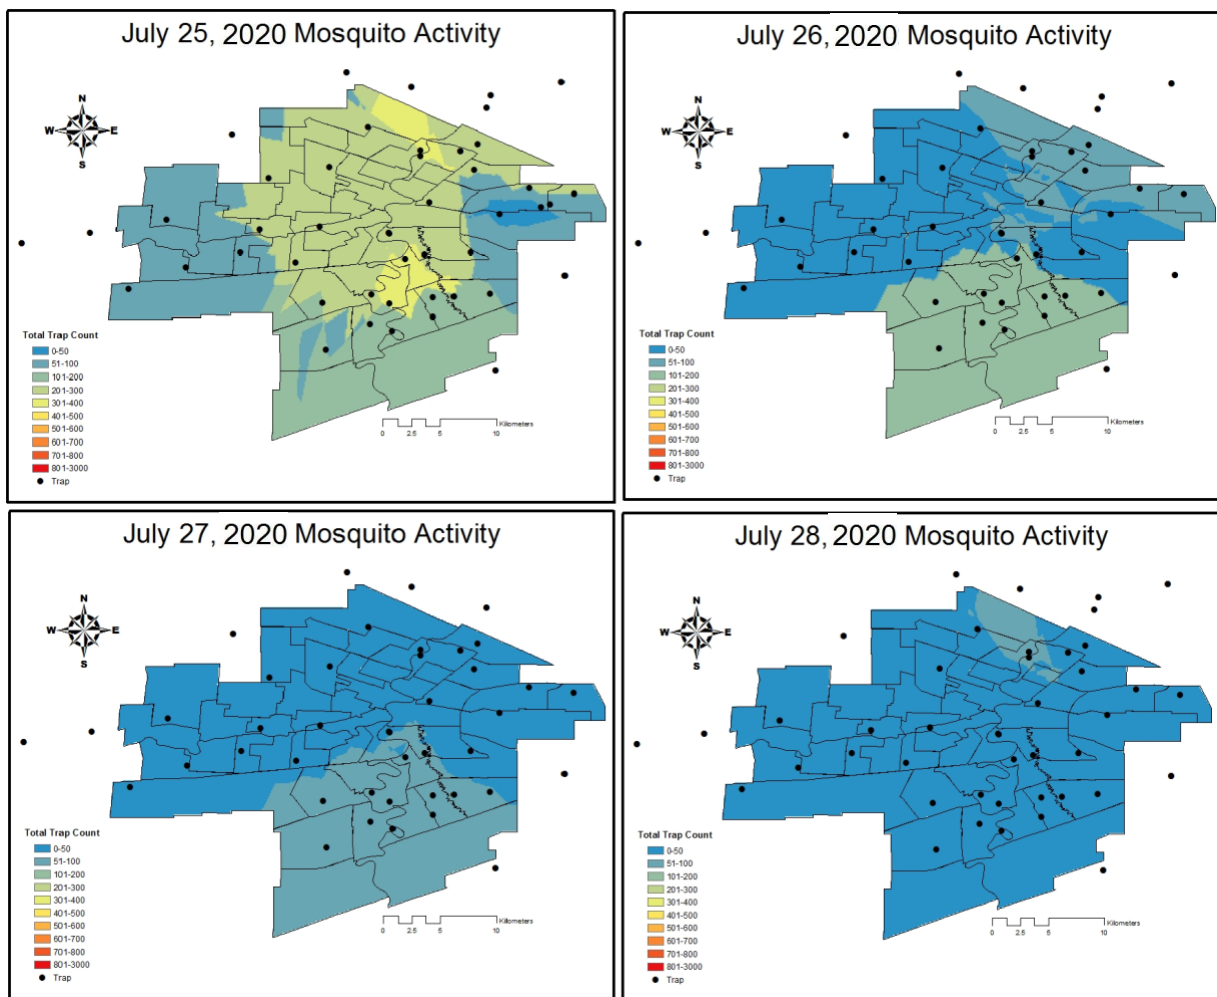 July 25, 2020 Mosquito Activity
N
W E
S
Total Trap Count
0-50
51-100
101-200
201-300
301-400
401-500
501-600
601-700
701-800
801-3000
Trap
Kilometers
0 2.5 5 10
July 26, 2020 Mosquito Activity
N
W E
S
Total Trap Count
0-50
51-100
101-200
201-300
301-400
401-500
501-600
601-700
701-800
801-3000
Trap
Kilometers
0 2.5 5 10
July 27, 2020 Mosquito Activity
N
W E
S
Total Trap Count
0-50
51-100
101-200
201-300
301-400
401-500
501-600
601-700
701-800
801-3000
Trap
Kilometers
0 2.5 5 10
July 28, 2020 Mosquito Activity
N
W E
S
Total Trap Count
0-50
51-100
101-200
201-300
301-400
401-500
501-600
601-700
701-800
801-3000
Trap
Kilometers
0 2.5 5 10